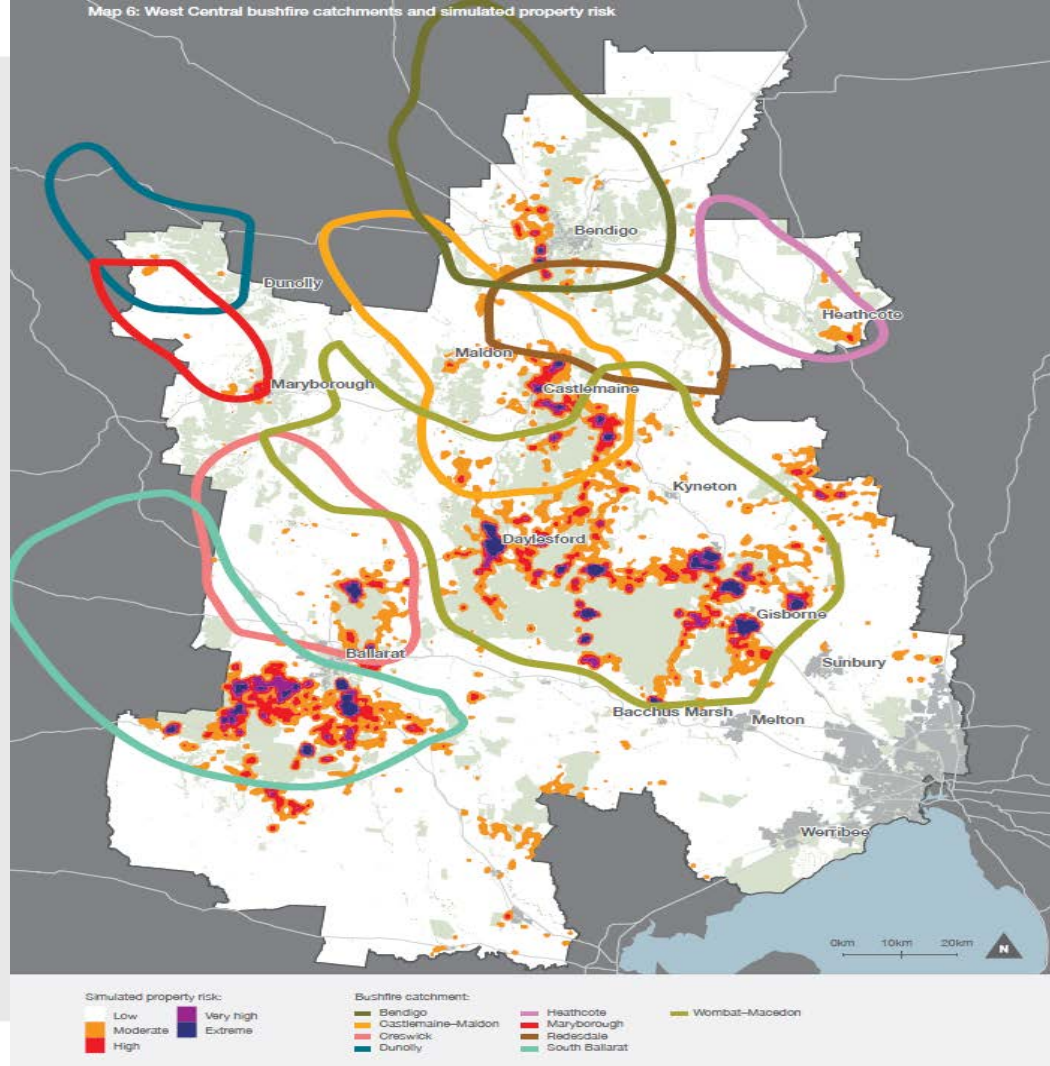 Map 6: West Central bushfire catchments and simulated property risk
Bendigo
Dunolly
Heathcote
Maldon
Maryborough
Castlemaine
Kyneton
Daylesford
Gisborne
Ballarat
Sunbury
Bacchus Marsh
Melton
Werribee
0km 10km 20km
N
Simulated property risk:
Low
Moderate
High
Very high
Extreme
Bushfire catchment:
Bendigo
Castlemaine–Maldon
Creswick
Dunolly
Heathcote
Maryborough
Redesdale
South Ballarat
Wombat–Macedon